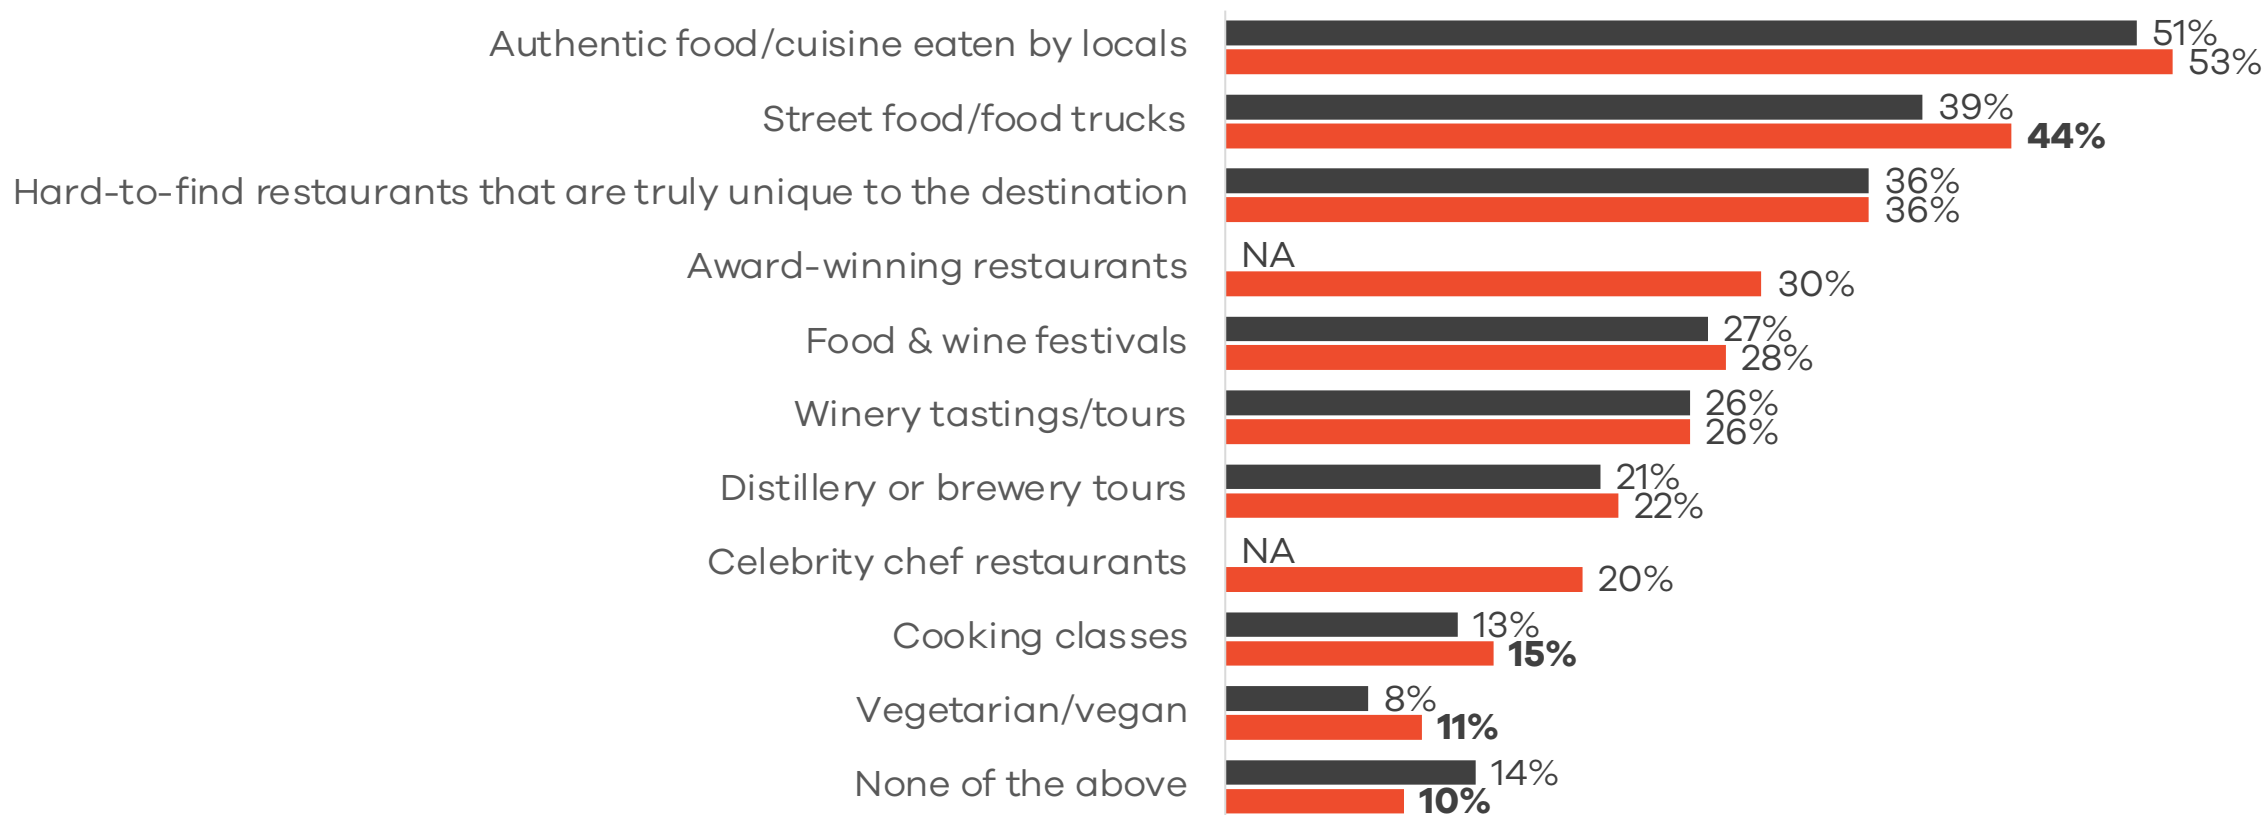 Authentic food/cuisine eaten by locals
51%
53%
Street food/food trucks
39%
44%
Hard-to-find restaurants that are truly unique to the destination
36%
36%
Award-winning restaurants
NA
30%
Food & wine festivals
27%
28%
Winery tastings/tours
26%
26%
Distillery or brewery tours
21%
22%
Celebrity chef restaurants
NA
20%
Cooking classes
13%
15%
Vegetarian/vegan
8%
11%
None of the above
14%
10%